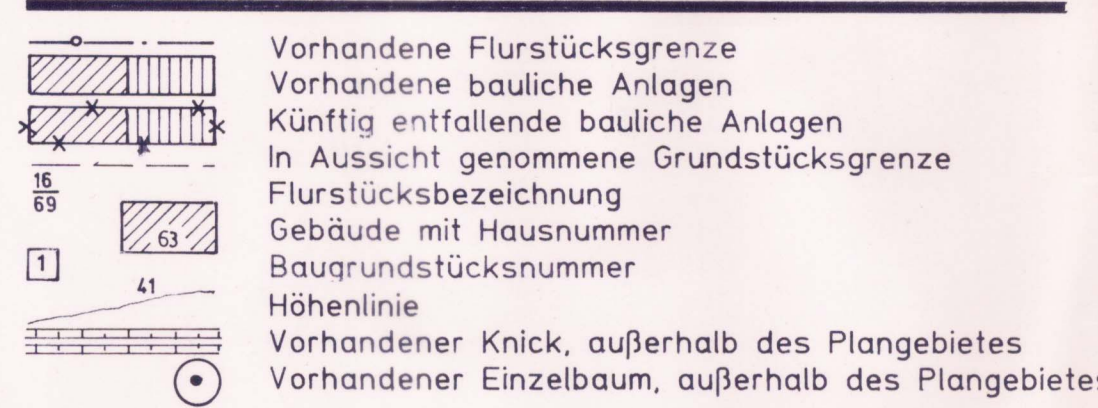 Vorhandene Flurstücksgrenze
Vorhandene bauliche Anlagen
Künftig entfallende bauliche Anlagen
In Aussicht genommene Grundstücksgrenze
16
69 Flurstücksbezeichnung
63 Gebäude mit Hausnummer
1 Baugrundstücksnummer
41 Höhenlinie
Vorhandener Knick, außerhalb des Plangebietes
Vorhandener Einzelbaum, außerhalb des Plangebietes